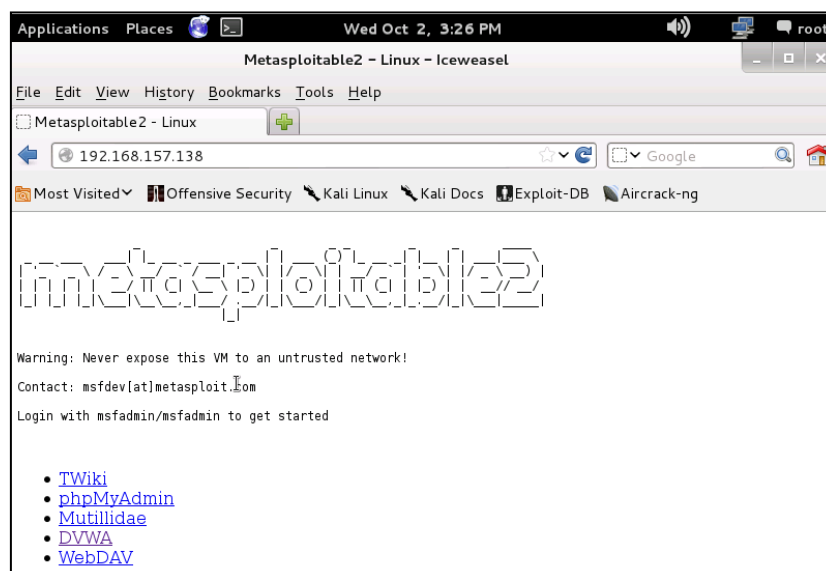 Applications Places Wed Oct 2, 3:26 PM root
Metasploitable2 - Linux - Iceweasel
File Edit View History Bookmarks Tools Help
Metasploitable2 - Linux
192.168.157.138 Google
Most Visited Offensive Security Kali Linux Kali Docs Exploit-DB Aircrack-ng
metasploitable2
Warning: Never expose this VM to an untrusted network!
Contact: msfdev[at]metasploit.com
Login with msfadmin/msfadmin to get started
• TWiki
• phpMyAdmin
• Mutillidae
• DVWA
• WebDAV